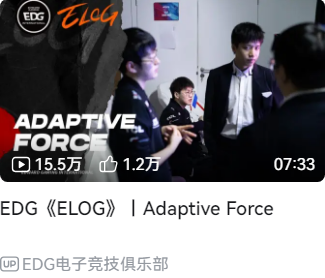 EDG
ELOG
ADAPTIVE
FORCE
15.5万
1.2万
07:33
EDG《ELOG》丨Adaptive Force
UP EDG电子竞技俱乐部